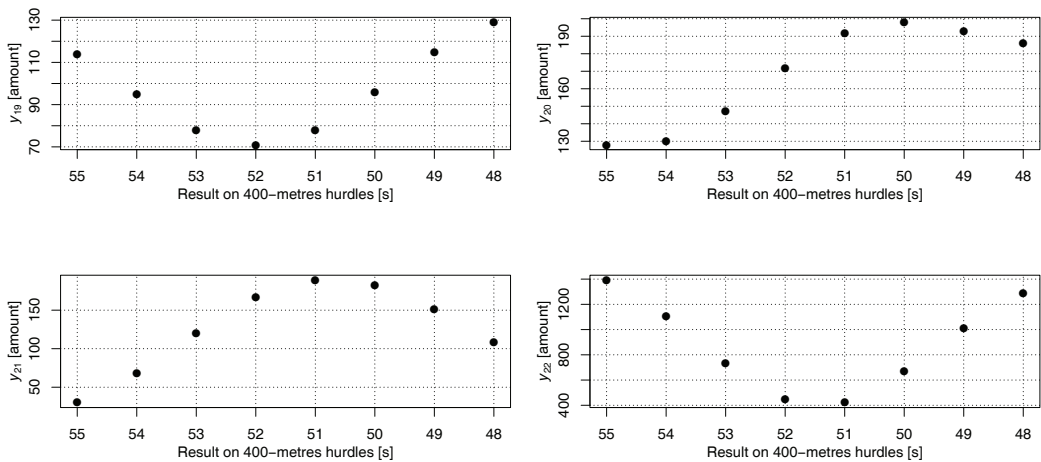 y19 [amount]
130
110
90
70
55 54 53 52 51 50 49 48
Result on 400−metres hurdles [s]
y20 [amount]
190
160
130
55 54 53 52 51 50 49 48
Result on 400−metres hurdles [s]
y21 [amount]
150
100
50
55 54 53 52 51 50 49 48
Result on 400−metres hurdles [s]
y22 [amount]
1200
800
400
55 54 53 52 51 50 49 48
Result on 400−metres hurdles [s]